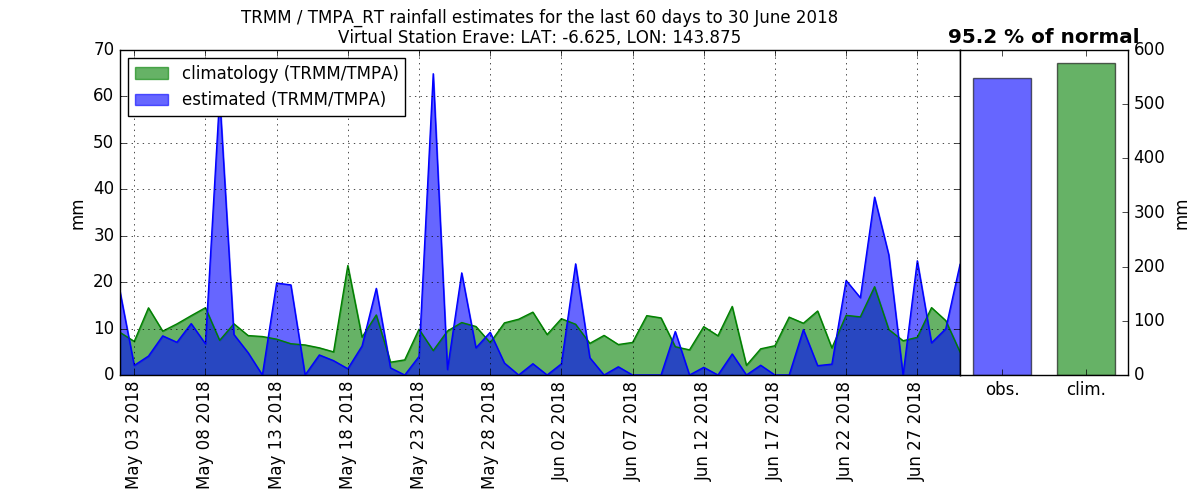 TRMM / TMPA_RT rainfall estimates for the last 60 days to 30 June 2018
Virtual Station Erave: LAT: -6.625, LON: 143.875
95.2 % of normal
climatology (TRMM/TMPA)
estimated (TRMM/TMPA)
mm
70
60
50
40
30
20
10
0
May 03 2018
May 08 2018
May 13 2018
May 18 2018
May 23 2018
May 28 2018
Jun 02 2018
Jun 07 2018
Jun 12 2018
Jun 17 2018
Jun 22 2018
Jun 27 2018
obs.
clim.
600
500
400
300
200
100
0
mm